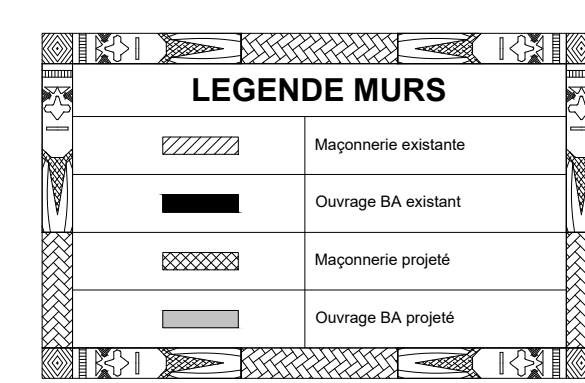 LEGENDE MURS
Maçonnerie existante
Ouvrage BA existant
Maçonnerie projeté
Ouvrage BA projeté